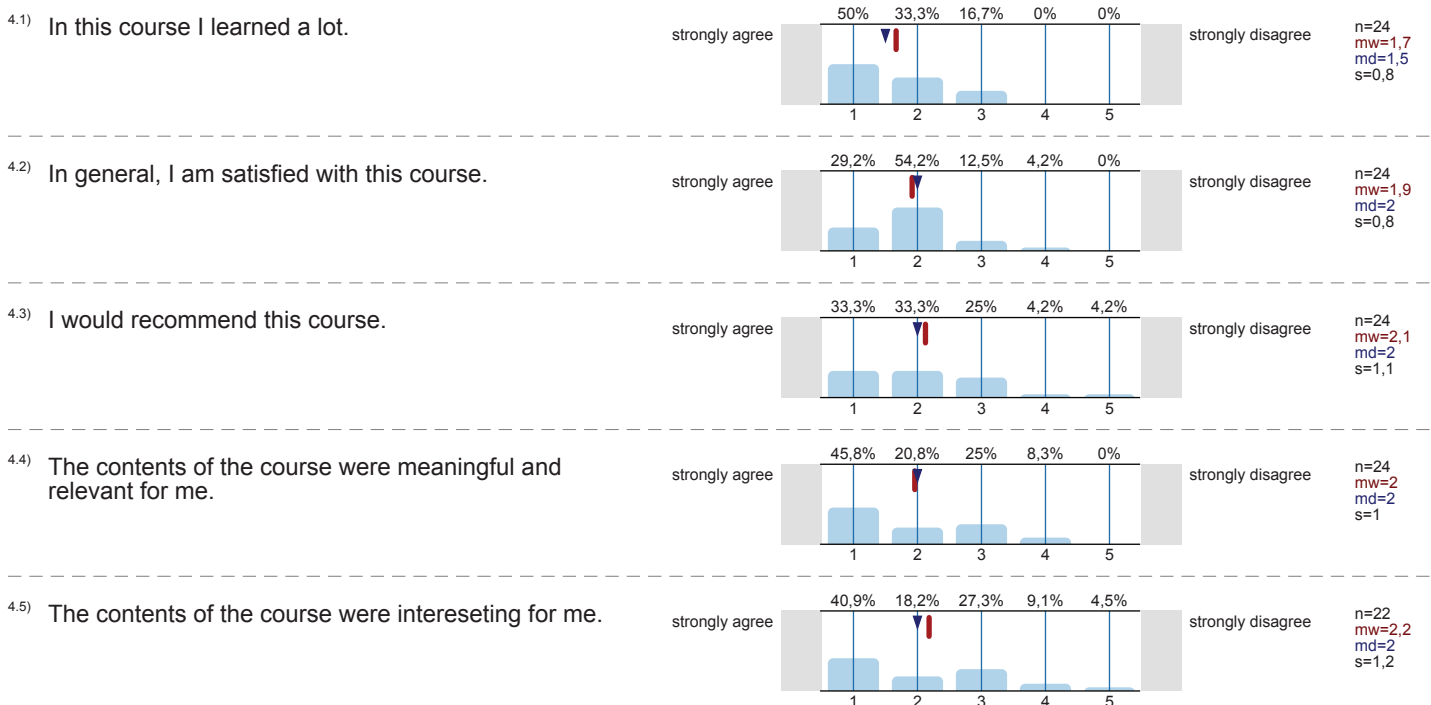 4.1) In this course I learned a lot.
50% 33,3% 16,7% 0% 0%
strongly agree strongly disagree
1 2 3 4 5
n=24
mw=1,7
md=1,5
s=0,8
4.2) In general, I am satisfied with this course.
29,2% 54,2% 12,5% 4,2% 0%
strongly agree strongly disagree
1 2 3 4 5
n=24
mw=1,9
md=2
s=0,8
4.3) I would recommend this course.
33,3% 33,3% 25% 4,2% 4,2%
strongly agree strongly disagree
1 2 3 4 5
n=24
mw=2,1
md=2
s=1,1
4.4) The contents of the course were meaningful and
relevant for me.
45,8% 20,8% 25% 8,3% 0%
strongly agree strongly disagree
1 2 3 4 5
n=24
mw=2
md=2
s=1
4.5) The contents of the course were intereseting for me.
40,9% 18,2% 27,3% 9,1% 4,5%
strongly agree strongly disagree
1 2 3 4 5
n=22
mw=2,2
md=2
s=1,2